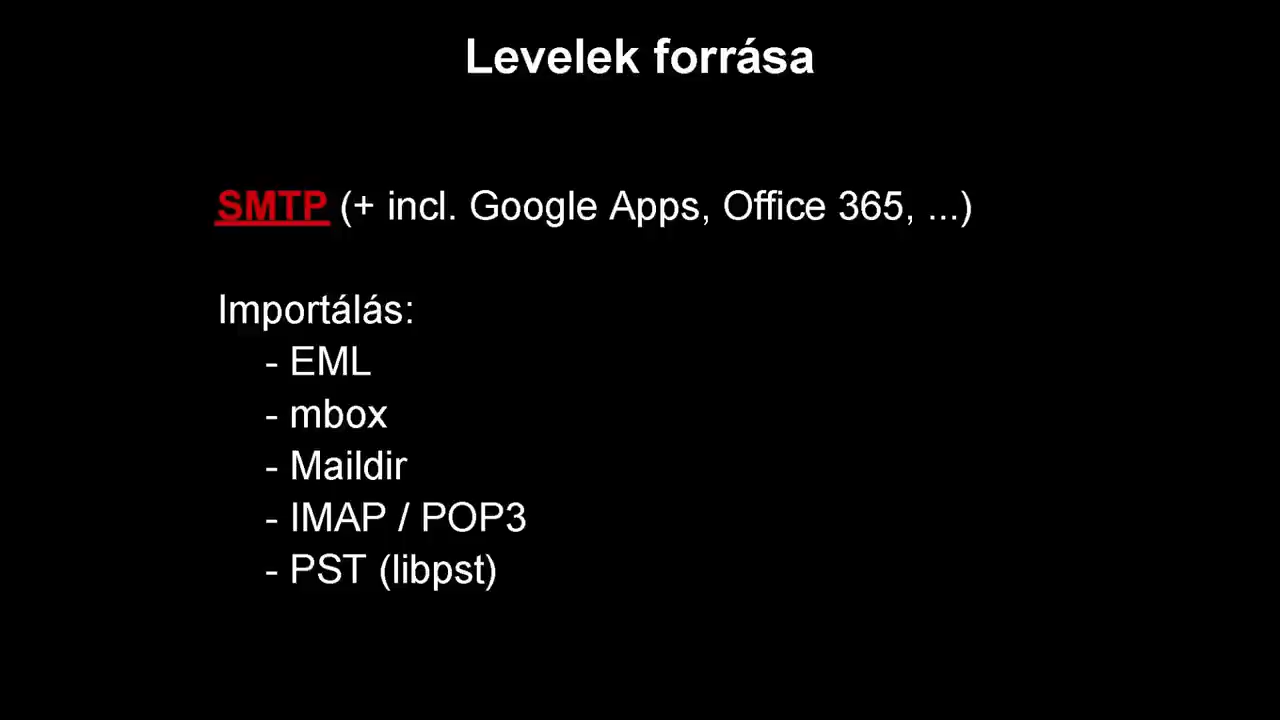 Levelek forrása
SMTP (+ incl. Google Apps, Office 365, ...)
Importálás:
- EML
- mbox
- Maildir
- IMAP / POP3
- PST (libpst)